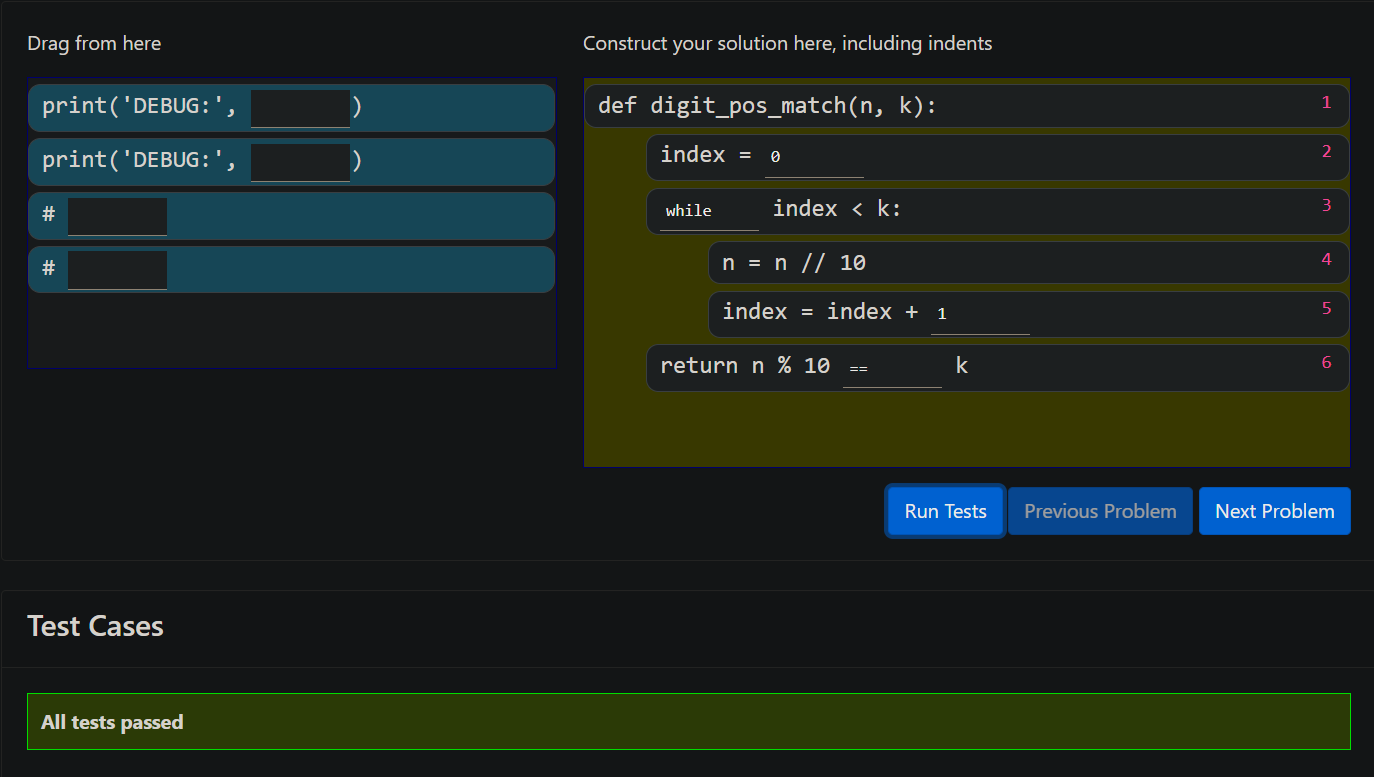 Drag from here
print('DEBUG:', )
print('DEBUG:', )
#
#
Construct your solution here, including indents
def digit_pos_match(n, k): 1
index = 0 2
while index < k: 3
n = n // 10 4
index = index + 1 5
return n % 10 == k 6
Run Tests Previous Problem Next Problem
Test Cases
All tests passed